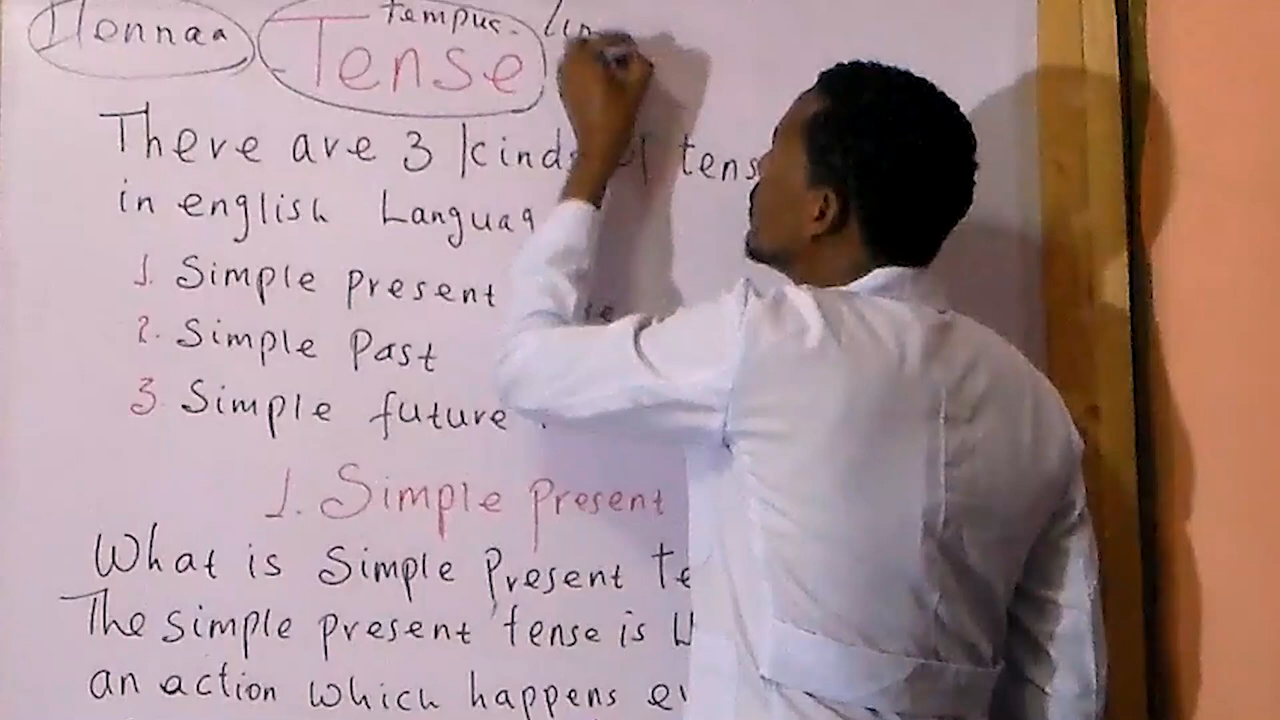 tempus.
Tense
There are 3 kinds of tens
in english Languag
1. Simple present
2. Simple Past
3. Simple future
1. Simple present
What is Simple Present te
The simple present tense is
an action which happens